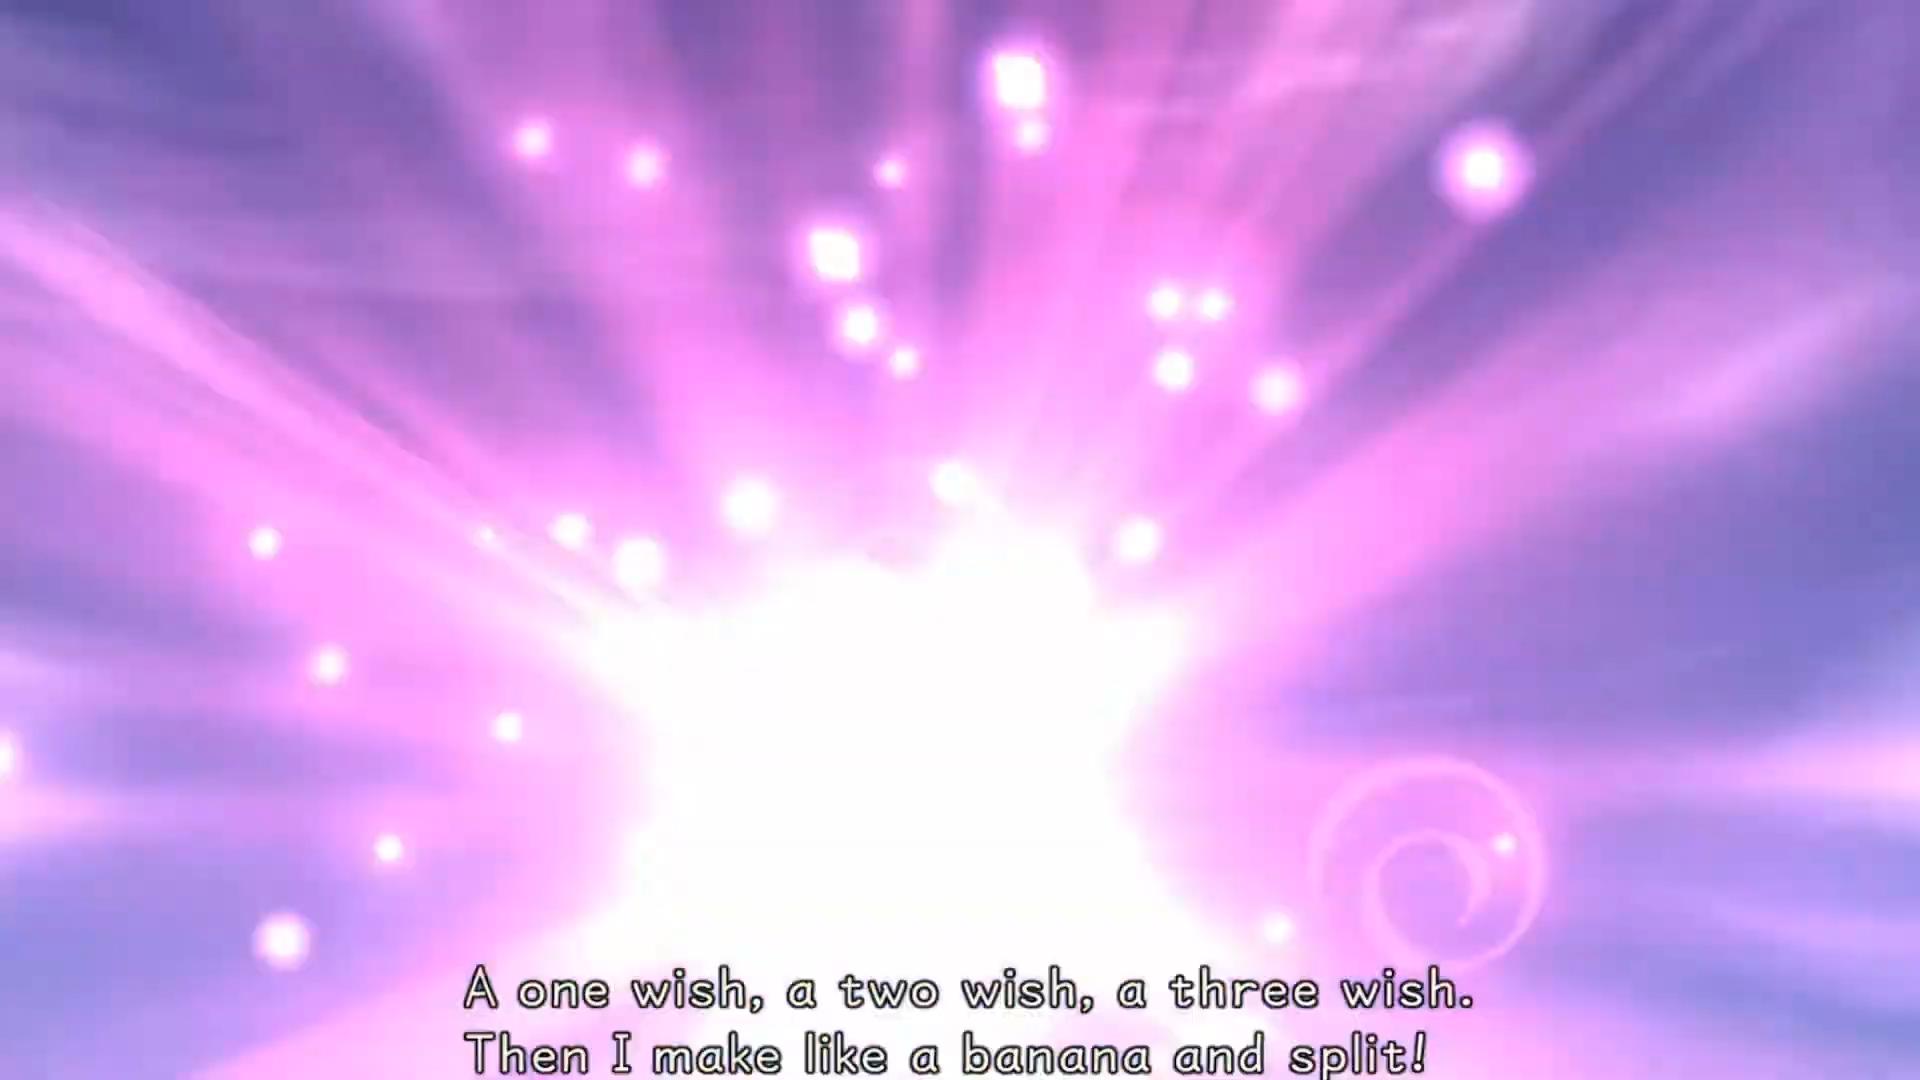 A one wish, a two wish, a three wish.
Then I make like a banana and split!